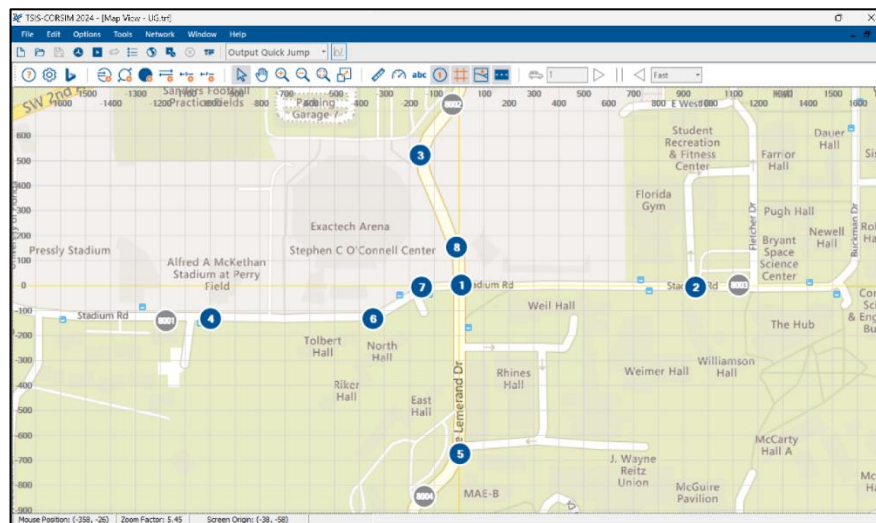 TSIS-CORSIM 2024 - [Map View - UG.trf]
File Edit Options Tools Network Window Help
Output Quick Jump
abc 1 Fast
-1600 -1500 -1400 -1300 -1200 -1100 -1000 -900 -800 -700 -600 -500 -400 -300 -200 -100 0 100 200 300 400 500 600 700 800 900 1000 1100 1200 1300 1400 1500 1600
SW 2nd
Sanders Football
Practice Fields
Parking
Garage 7
8002
E West
600
500
400
300
200
100
0
-100
-200
-300
-400
-500
-600
-700
-800
-900
3
Student
Recreation
& Fitness
Center
Farrior
Hall
Dauer
Hall
Florida
Gym
Fletcher Dr
Buckman Dr
Pugh Hall
Newell
Hall
Bryant
Space
Science
Center
Exactech Arena
Stephen C O'Connell Center
Pressly Stadium
Alfred A McKethan
Stadium at Perry
Field
8
7
1
2
8003
Weil Hall
Stadium Rd
8001
4
6
Tolbert
Hall
North
Hall
The Hub
Riker
Hall
East
Hall
Rhines
Hall
Weimer Hall
Williamson
Hall
Lemerand Dr
5
J. Wayne
Reitz
Union
McCarty
Hall A
McGuire
Pavilion
8004
MAE-B
Mouse Position: (-358, -26) Zoom Factor: 5.45 Screen Origin: (-38, -58)